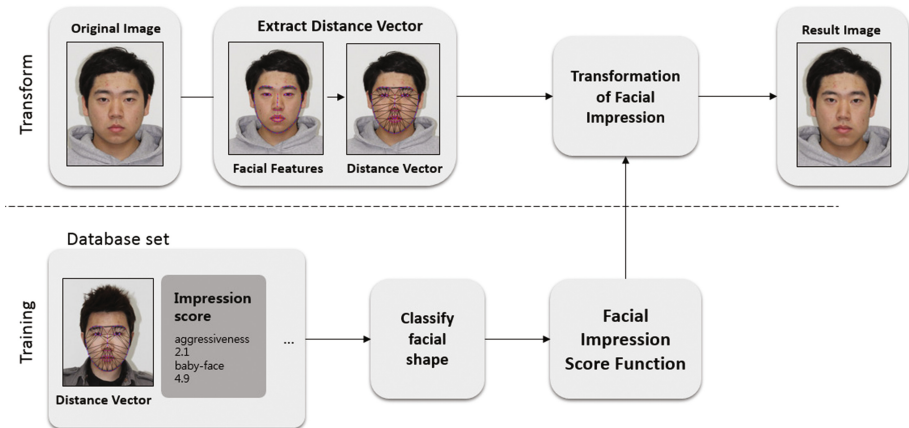 Transform
Original Image
Extract Distance Vector
Facial Features
Distance Vector
Transformation
of Facial
Impression
Result Image
Training
Database set
Distance Vector
Impression
score
aggressiveness
2.1
baby-face
4.9
...
Classify
facial
shape
Facial
Impression
Score Function